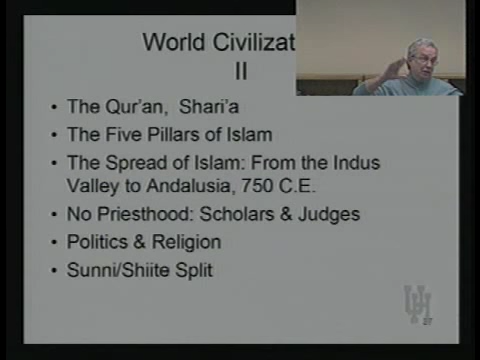 World Civilizat
II
• The Qur'an, Shari'a
• The Five Pillars of Islam
• The Spread of Islam: From the Indus
Valley to Andalusia, 750 C.E.
• No Priesthood: Scholars & Judges
• Politics & Religion
• Sunni/Shiite Split
UH